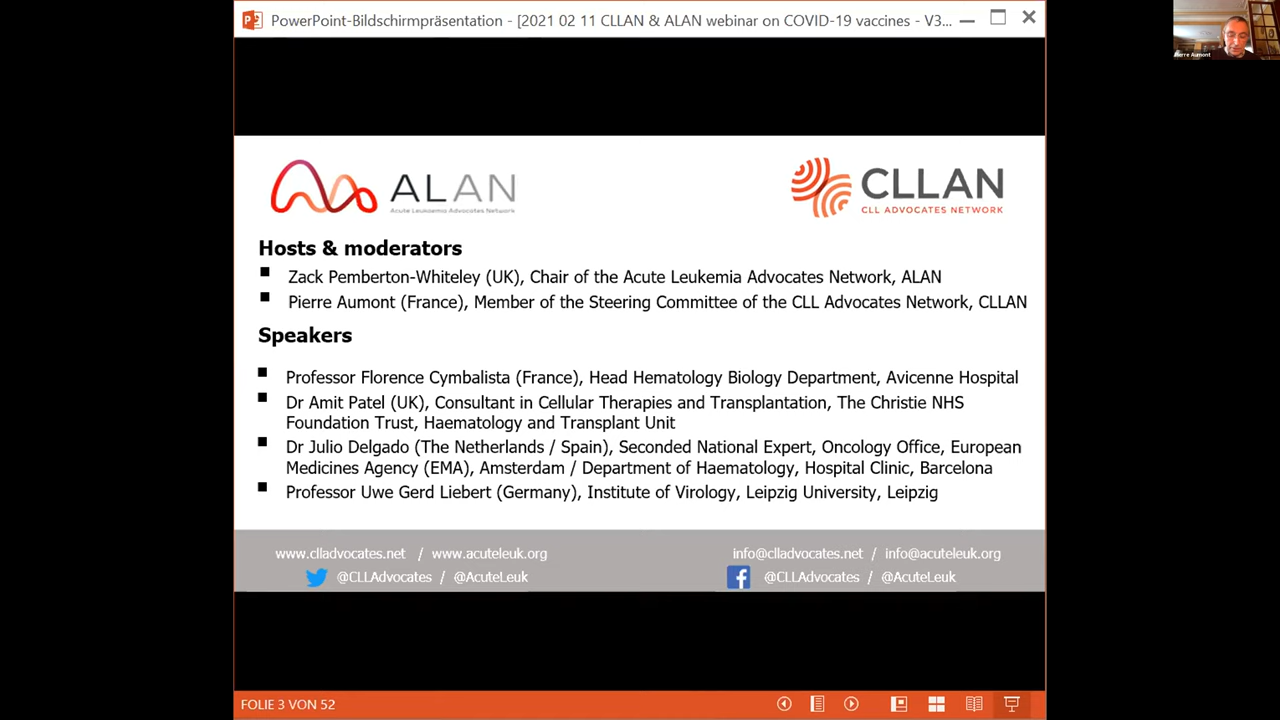 PowerPoint-Bildschirmpräsentation - [2021 02 11 CLLAN & ALAN webinar on COVID-19 vaccines - V3...
Pierre Aumont
ALAN
Acute Leukaemia Advocates Network
CLLAN
CLL ADVOCATES NETWORK
Hosts & moderators
Zack Pemberton-Whiteley (UK), Chair of the Acute Leukemia Advocates Network, ALAN
Pierre Aumont (France), Member of the Steering Committee of the CLL Advocates Network, CLLAN
Speakers
Professor Florence Cymbalista (France), Head Hematology Biology Department, Avicenne Hospital
Dr Amit Patel (UK), Consultant in Cellular Therapies and Transplantation, The Christie NHS
Foundation Trust, Haematology and Transplant Unit
Dr Julio Delgado (The Netherlands / Spain), Seconded National Expert, Oncology Office, European
Medicines Agency (EMA), Amsterdam / Department of Haematology, Hospital Clinic, Barcelona
Professor Uwe Gerd Liebert (Germany), Institute of Virology, Leipzig University, Leipzig
www.clladvocates.net / www.acuteleuk.org
info@clladvocates.net / info@acuteleuk.org
@CLLAdvocates / @AcuteLeuk
@CLLAdvocates / @AcuteLeuk
FOLIE 3 VON 52